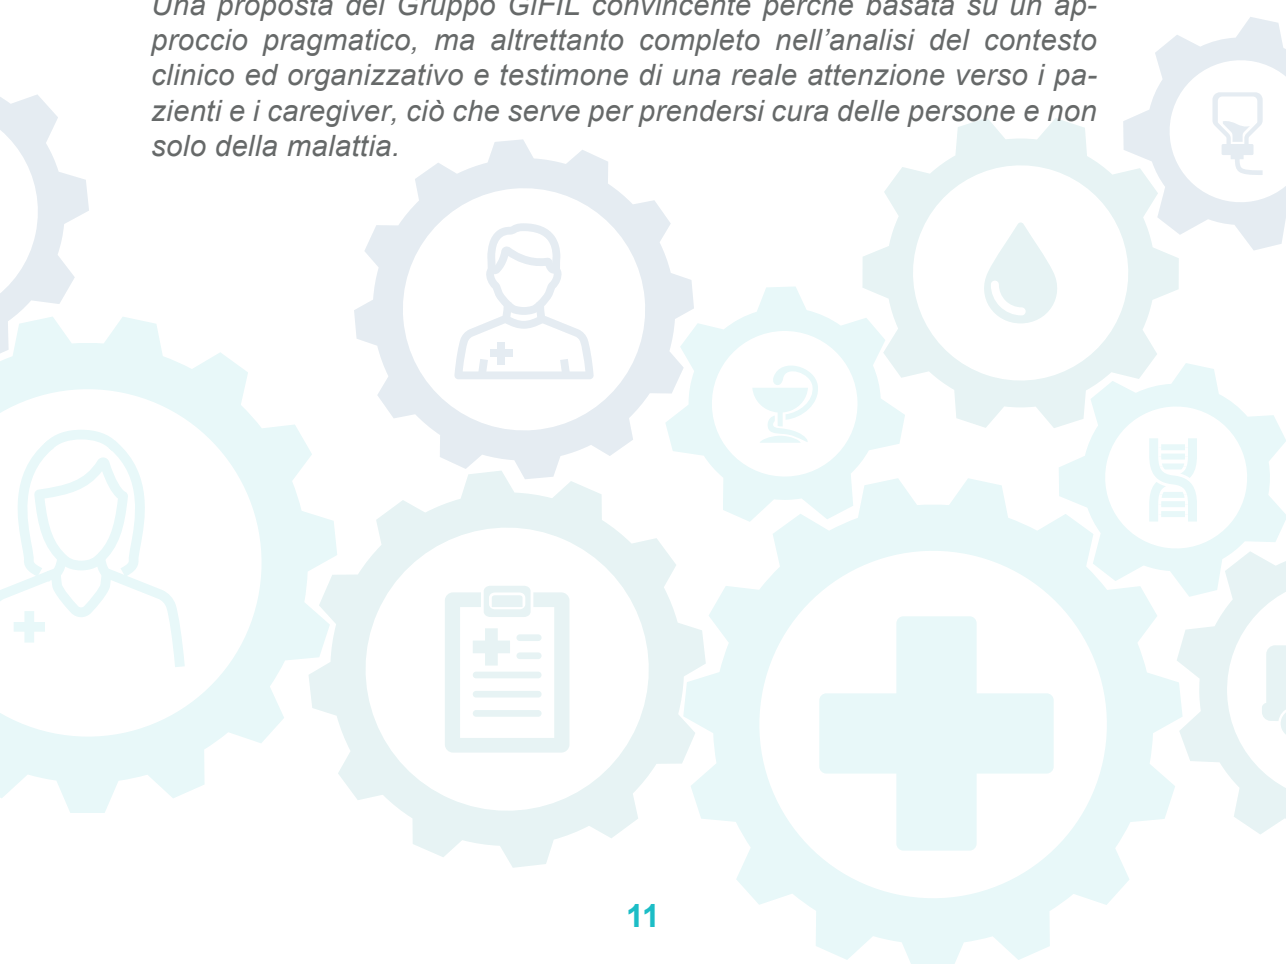 Una proposta del Gruppo GIFIL convincente perché basata su un ap-
proccio pragmatico, ma altrettanto completo nell’analisi del contesto
clinico ed organizzativo e testimone di una reale attenzione verso i pa-
zienti e i caregiver, ciò che serve per prendersi cura delle persone e non
solo della malattia.
11